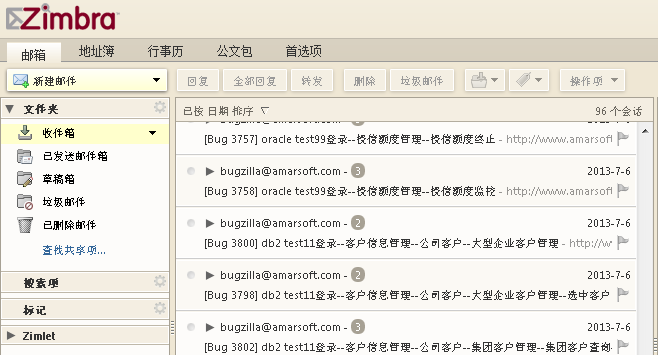 Zimbra
邮箱 地址簿 行事历 公文包 首选项
新建邮件 回复 全部回复 转发 删除 垃圾邮件 操作项
文件夹
收件箱
已发送邮件箱
草稿箱
垃圾邮件
已删除邮件
查找共享项...
搜索项
标记
Zimlet
已按 日期 排序 96 个会话
bugzilla@amarsoft.com - 3
[Bug 3757] oracle test99登录--授信额度管理--授信额度终止 - http://www.amarsoft
bugzilla@amarsoft.com - 3 2013-7-6
[Bug 3758] oracle test99登录--授信额度管理--授信额度监控 - http://www.amarsoft
bugzilla@amarsoft.com - 2 2013-7-6
[Bug 3800] db2 test11登录--客户信息管理--公司客户--大型企业客户管理 - http://w
bugzilla@amarsoft.com - 2 2013-7-6
[Bug 3798] db2 test11登录--客户信息管理--公司客户--大型企业客户管理--选中客户
bugzilla@amarsoft.com - 3 2013-7-6
[Bug 3802] db2 test11登录--客户信息管理--公司客户--集团客户管理--集团客户查询